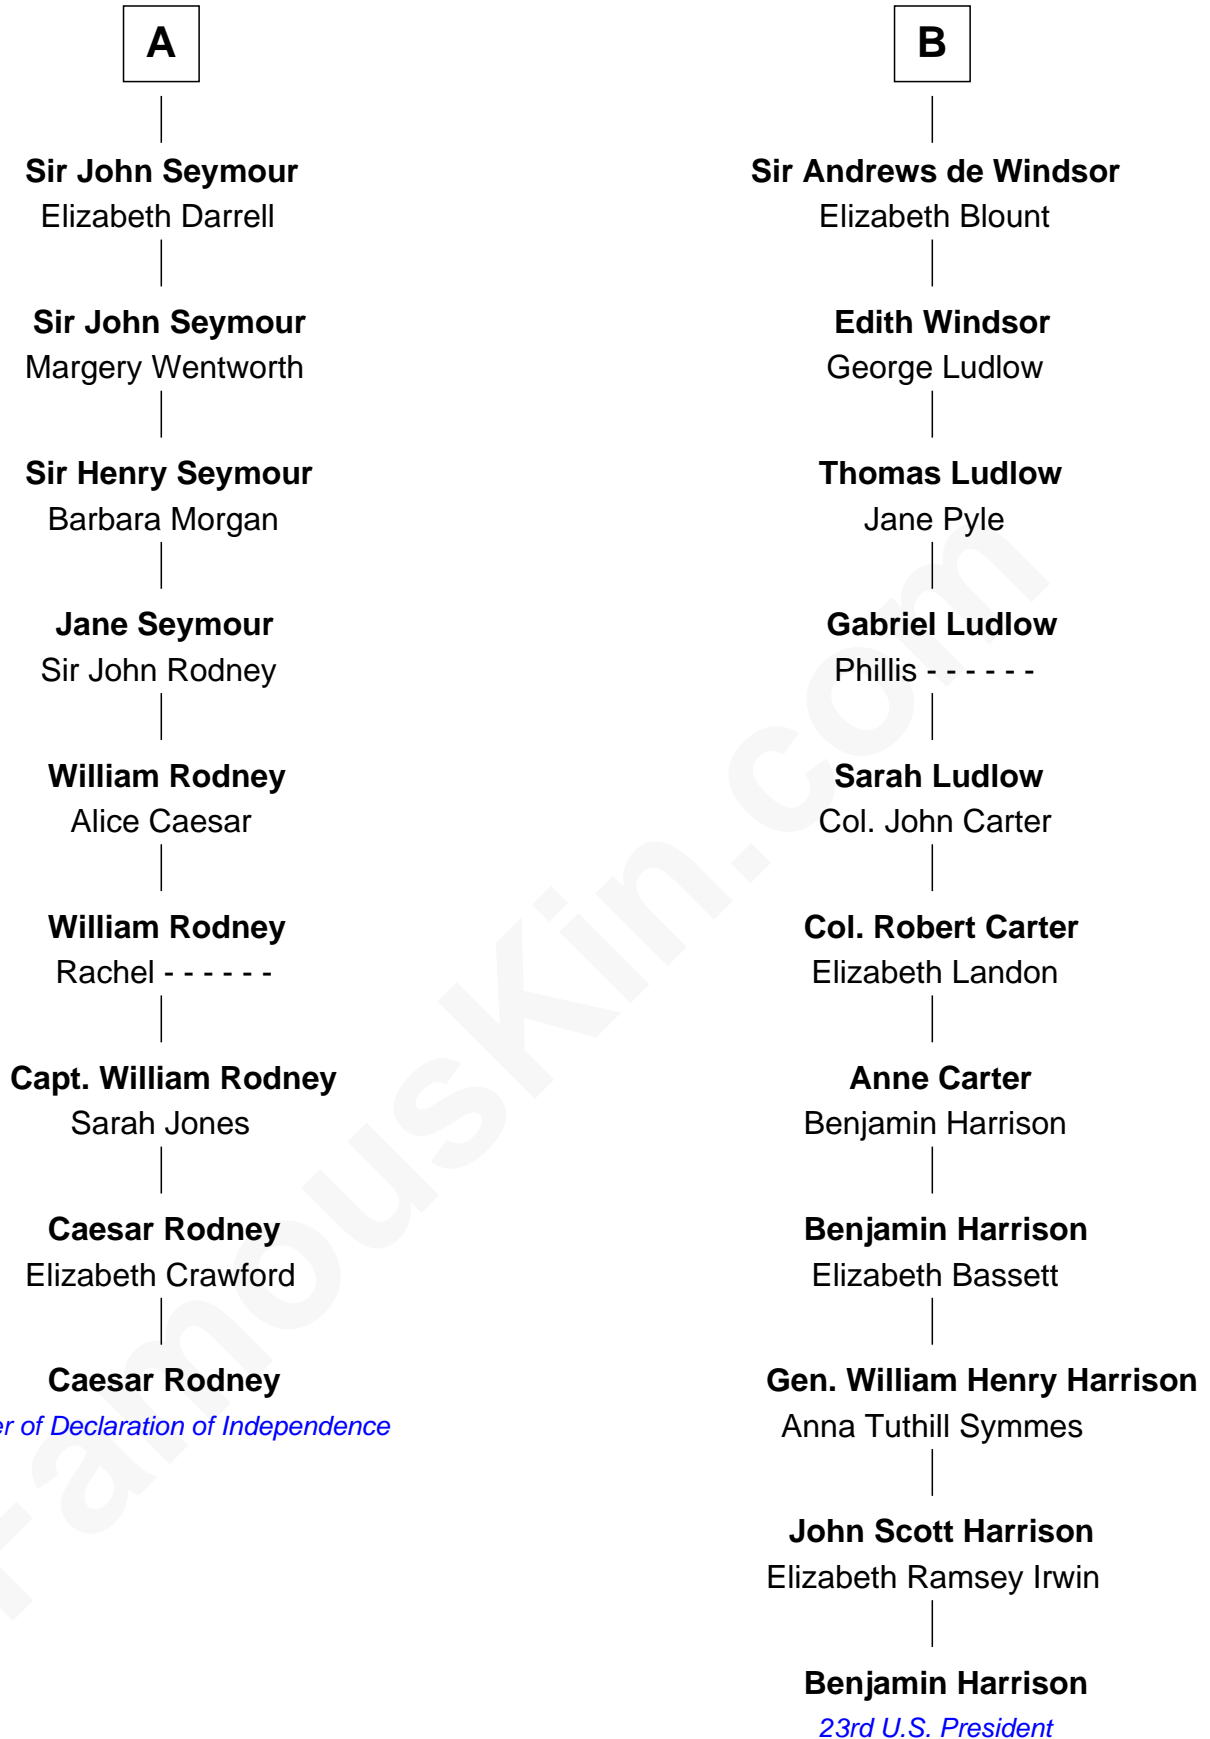 A
Sir John Seymour
Elizabeth Darrell
Sir John Seymour
Margery Wentworth
Sir Henry Seymour
Barbara Morgan
Jane Seymour
Sir John Rodney
William Rodney
Alice Caesar
William Rodney
Rachel - - - - - -
Capt. William Rodney
Sarah Jones
Caesar Rodney
Elizabeth Crawford
Caesar Rodney
er of Declaration of Independence
B
Sir Andrews de Windsor
Elizabeth Blount
Edith Windsor
George Ludlow
Thomas Ludlow
Jane Pyle
Gabriel Ludlow
Phillis - - - - - -
Sarah Ludlow
Col. John Carter
Col. Robert Carter
Elizabeth Landon
Anne Carter
Benjamin Harrison
Benjamin Harrison
Elizabeth Bassett
Gen. William Henry Harrison
Anna Tuthill Symmes
John Scott Harrison
Elizabeth Ramsey Irwin
Benjamin Harrison
23rd U.S. President
FamousKin.com